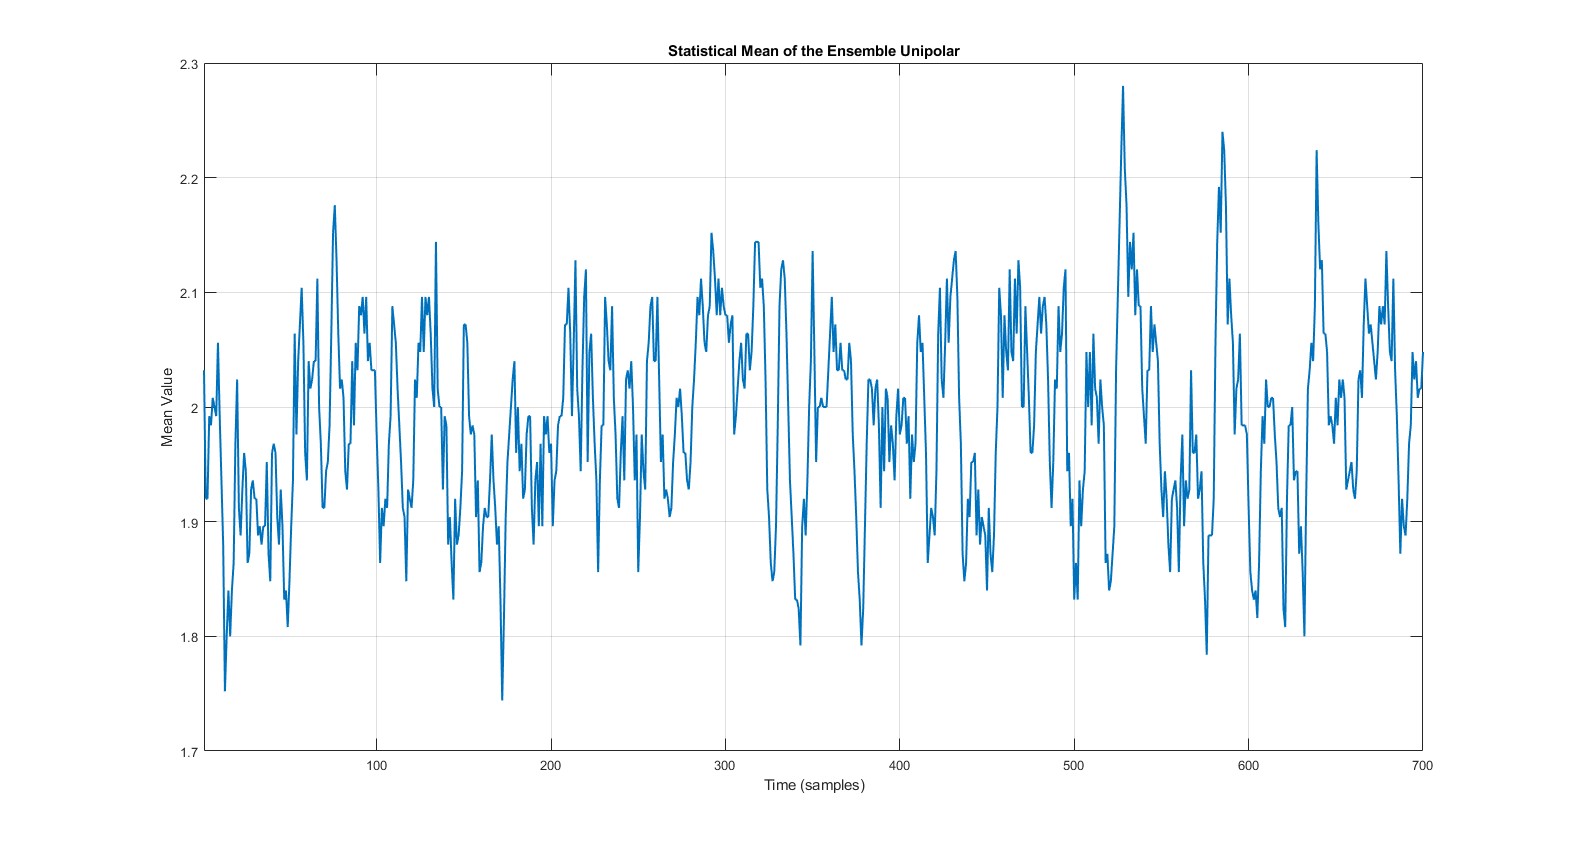 Statistical Mean of the Ensemble Unipolar
2.3
2.2
2.1
2
1.9
1.8
1.7
Mean Value
100 200 300 400 500 600 700
Time (samples)